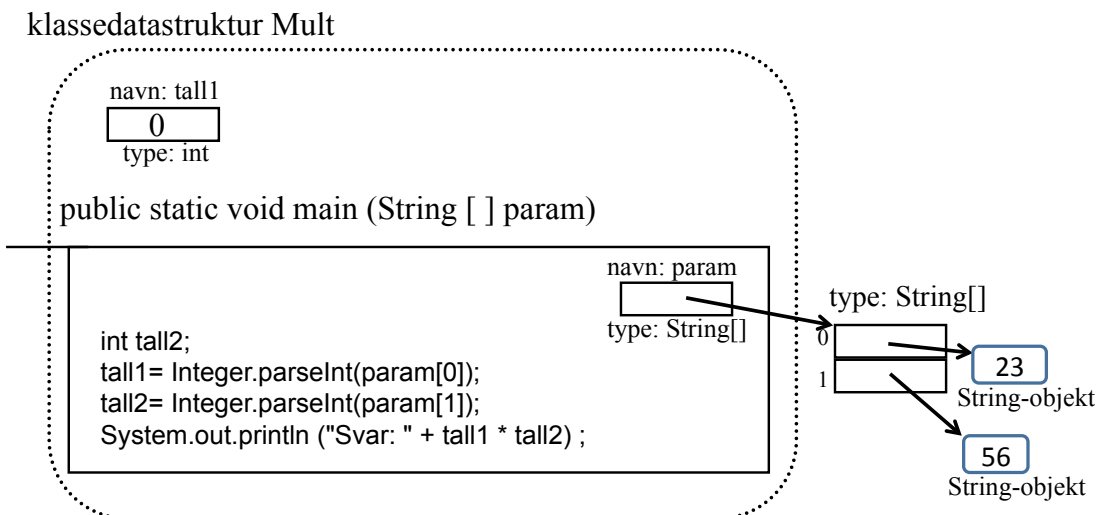 klassedatastruktur Mult
navn: tall1
0
type: int
public static void main (String [ ] param)
navn: param
type: String[]
int tall2;
tall1= Integer.parseInt(param[0]);
tall2= Integer.parseInt(param[1]);
System.out.println ("Svar: " + tall1 * tall2) ;
type: String[]
0
1
23
String-objekt
56
String-objekt